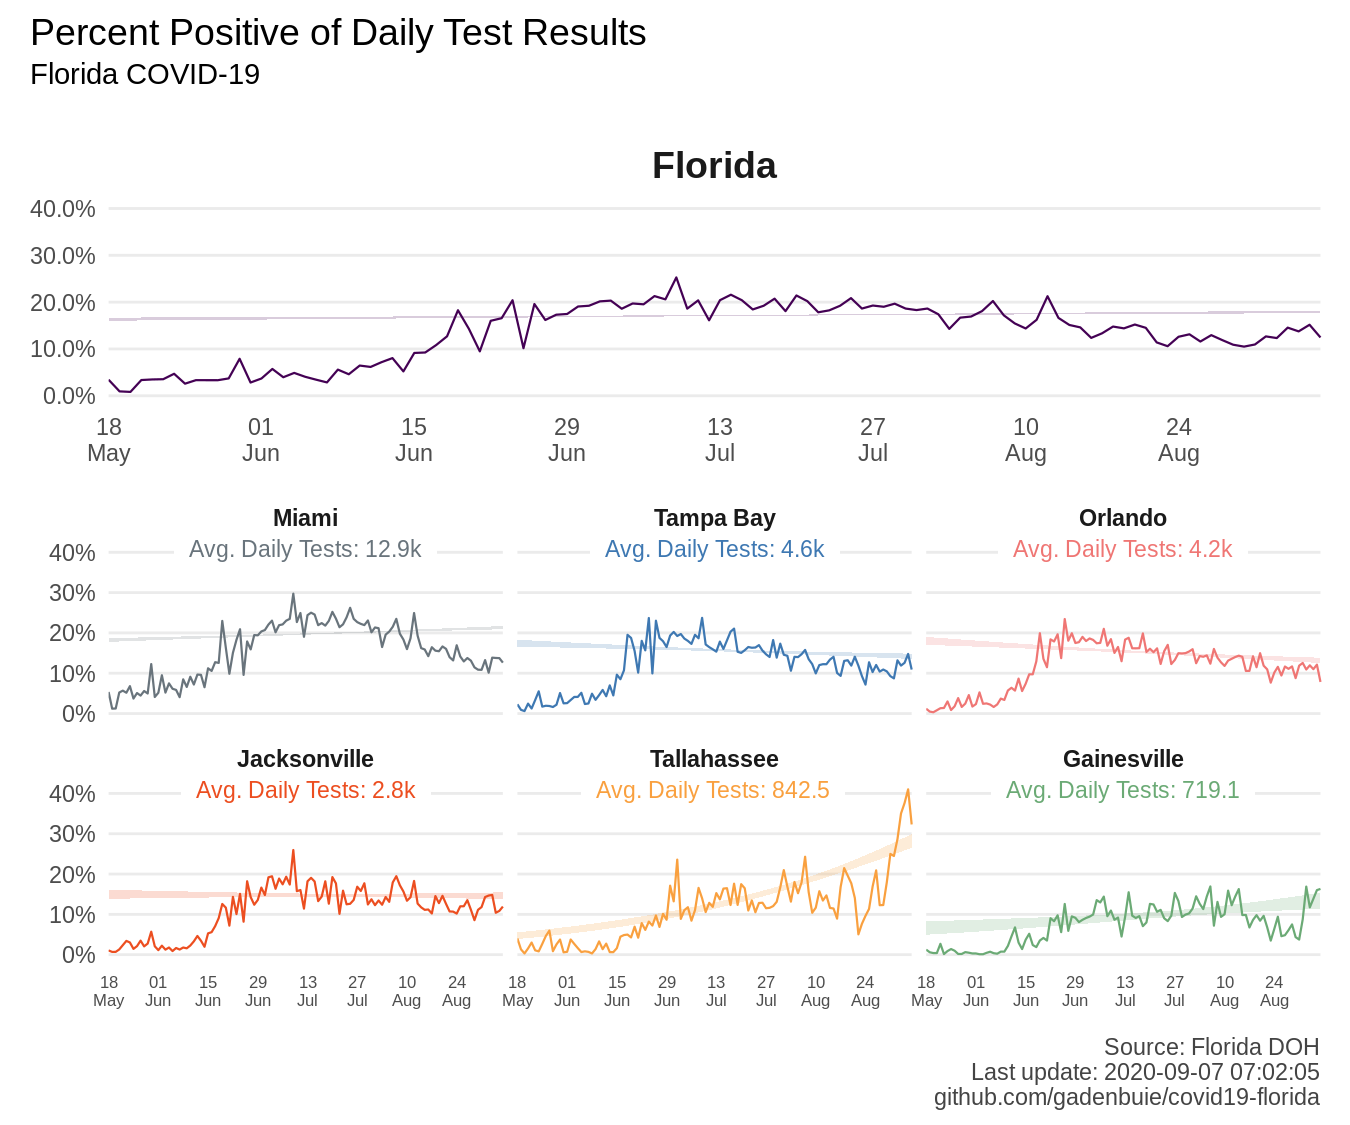 Percent Positive of Daily Test Results
Florida COVID-19
Florida
40.0%
30.0%
20.0%
10.0%
0.0%
18 01 15 29 13 27 10 24
May Jun Jun Jun Jul Jul Aug Aug
Miami Tampa Bay Orlando
40% Avg. Daily Tests: 12.9k Avg. Daily Tests: 4.6k Avg. Daily Tests: 4.2k
30%
20%
10%
0%
Jacksonville Tallahassee Gainesville
40% Avg. Daily Tests: 2.8k Avg. Daily Tests: 842.5 Avg. Daily Tests: 719.1
30%
20%
10%
0%
18 01 15 29 13 27 10 24 18 01 15 29 13 27 10 24 18 01 15 29 13 27 10 24
May Jun Jun Jun Jul Jul Aug Aug May Jun Jun Jun Jul Jul Aug Aug May Jun Jun Jun Jul Jul Aug Aug
Source: Florida DOH
Last update: 2020-09-07 07:02:05
github.com/gadenbuie/covid19-florida